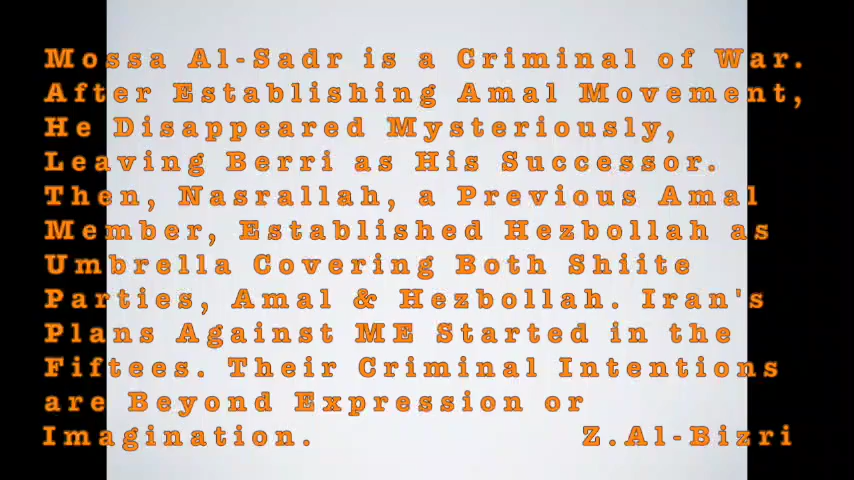 Mossa Al-Sadr is a Criminal of War.
After Establishing Amal Movement,
He Disappeared Mysteriously,
Leaving Berri as His Successor.
Then, Nasrallah, a Previous Amal
Member, Established Hezbollah as
Umbrella Covering Both Shiite
Parties, Amal & Hezbollah. Iran's
Plans Against ME Started in the
Fiftees. Their Criminal Intentions
are Beyond Expression or
Imagination. Z.Al-Bizri